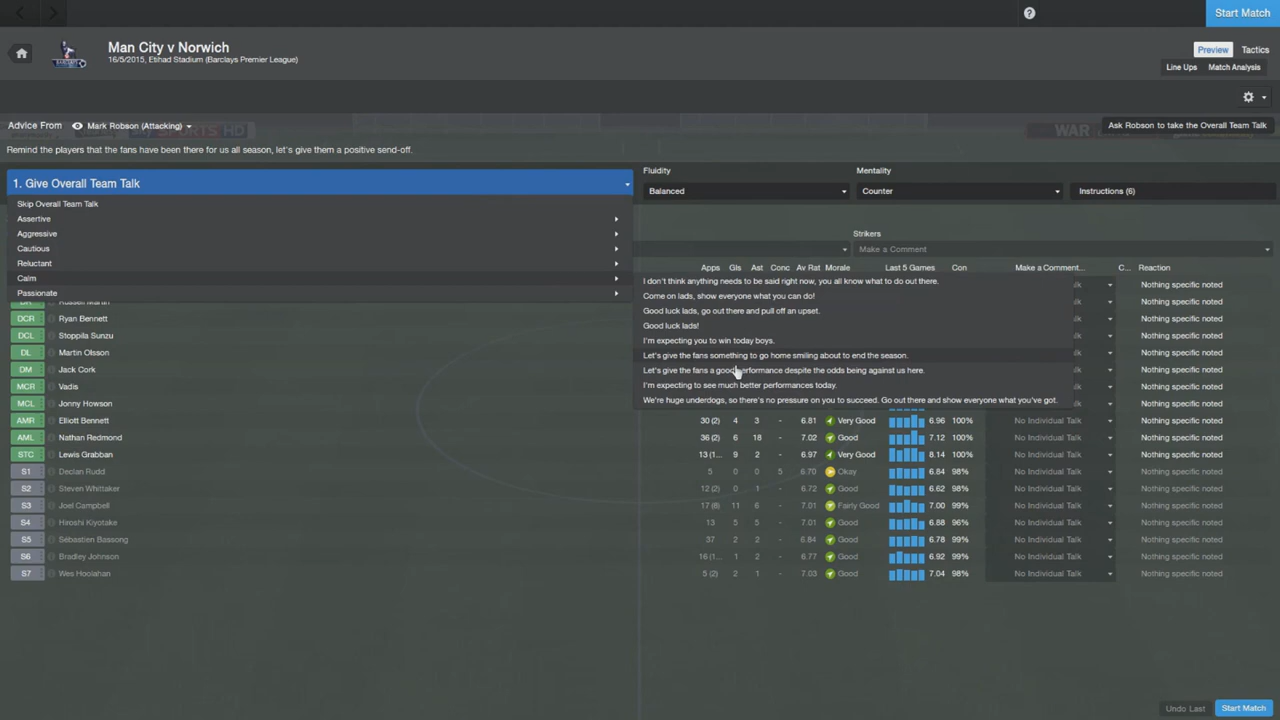 Start Match
Man City v Norwich
16/5/2015, Etihad Stadium (Barclays Premier League)
Preview Tactics
Line Ups Match Analysis
Advice From Mark Robson (Attacking) SPORTS HD
WAR
Ask Robson to take the Overall Team Talk
Remind the players that the fans have been there for us all season, let's give them a positive send-off.
1. Give Overall Team Talk
Skip Overall Team Talk
Assertive
Aggressive
Cautious
Reluctant
Calm
Passionate
Fluidity Mentality
Balanced Counter Instructions (6)
Strikers
Make a Comment
Apps Gls Ast Conc Av Rat Morale Last 5 Games Con Make a Comment... C... Reaction
I don't think anything needs to be said right now, you all know what to do out there.
Come on lads, show everyone what you can do!
Good luck lads, go out there and pull off an upset.
Good luck lads!
I'm expecting you to win today boys.
Let's give the fans something to go home smiling about to end the season.
Let's give the fans a good performance despite the odds being against us here.
I'm expecting to see much better performances today.
We're huge underdogs, so there's no pressure on you to succeed. Go out there and show everyone what you've got.
Nothing specific noted
DR Russell Martin Nothing specific noted
DCR Ryan Bennett Nothing specific noted
DCL Stoppila Sunzu Nothing specific noted
DL Martin Olsson Nothing specific noted
DM Jack Cork Nothing specific noted
MCR Vadis Nothing specific noted
MCL Jonny Howson Nothing specific noted
AMR Elliott Bennett 30 (2) 4 3 - 6.81 Very Good 6.96 100% No Individual Talk Nothing specific noted
AML Nathan Redmond 36 (2) 6 18 - 7.02 Good 7.12 100% No Individual Talk Nothing specific noted
STC Lewis Grabban 13 (1... 9 2 - 6.97 Very Good 8.14 100% No Individual Talk Nothing specific noted
S1 Declan Rudd 5 0 0 5 6.70 Okay 6.84 98% No Individual Talk Nothing specific noted
S2 Steven Whittaker 12 (2) 0 1 - 6.72 Good 6.62 98% No Individual Talk Nothing specific noted
S3 Joel Campbell 17 (6) 11 6 - 7.01 Fairly Good 7.00 99% No Individual Talk Nothing specific noted
S4 Hiroshi Kiyotake 13 5 5 - 7.01 Good 6.88 96% No Individual Talk Nothing specific noted
S5 Sébastien Bassong 37 2 2 - 6.84 Good 6.78 99% No Individual Talk Nothing specific noted
S6 Bradley Johnson 16 (1... 1 2 - 6.77 Good 6.92 99% No Individual Talk Nothing specific noted
S7 Wes Hoolahan 5 (2) 2 1 - 7.03 Good 7.04 98% No Individual Talk Nothing specific noted
Undo Last Start Match